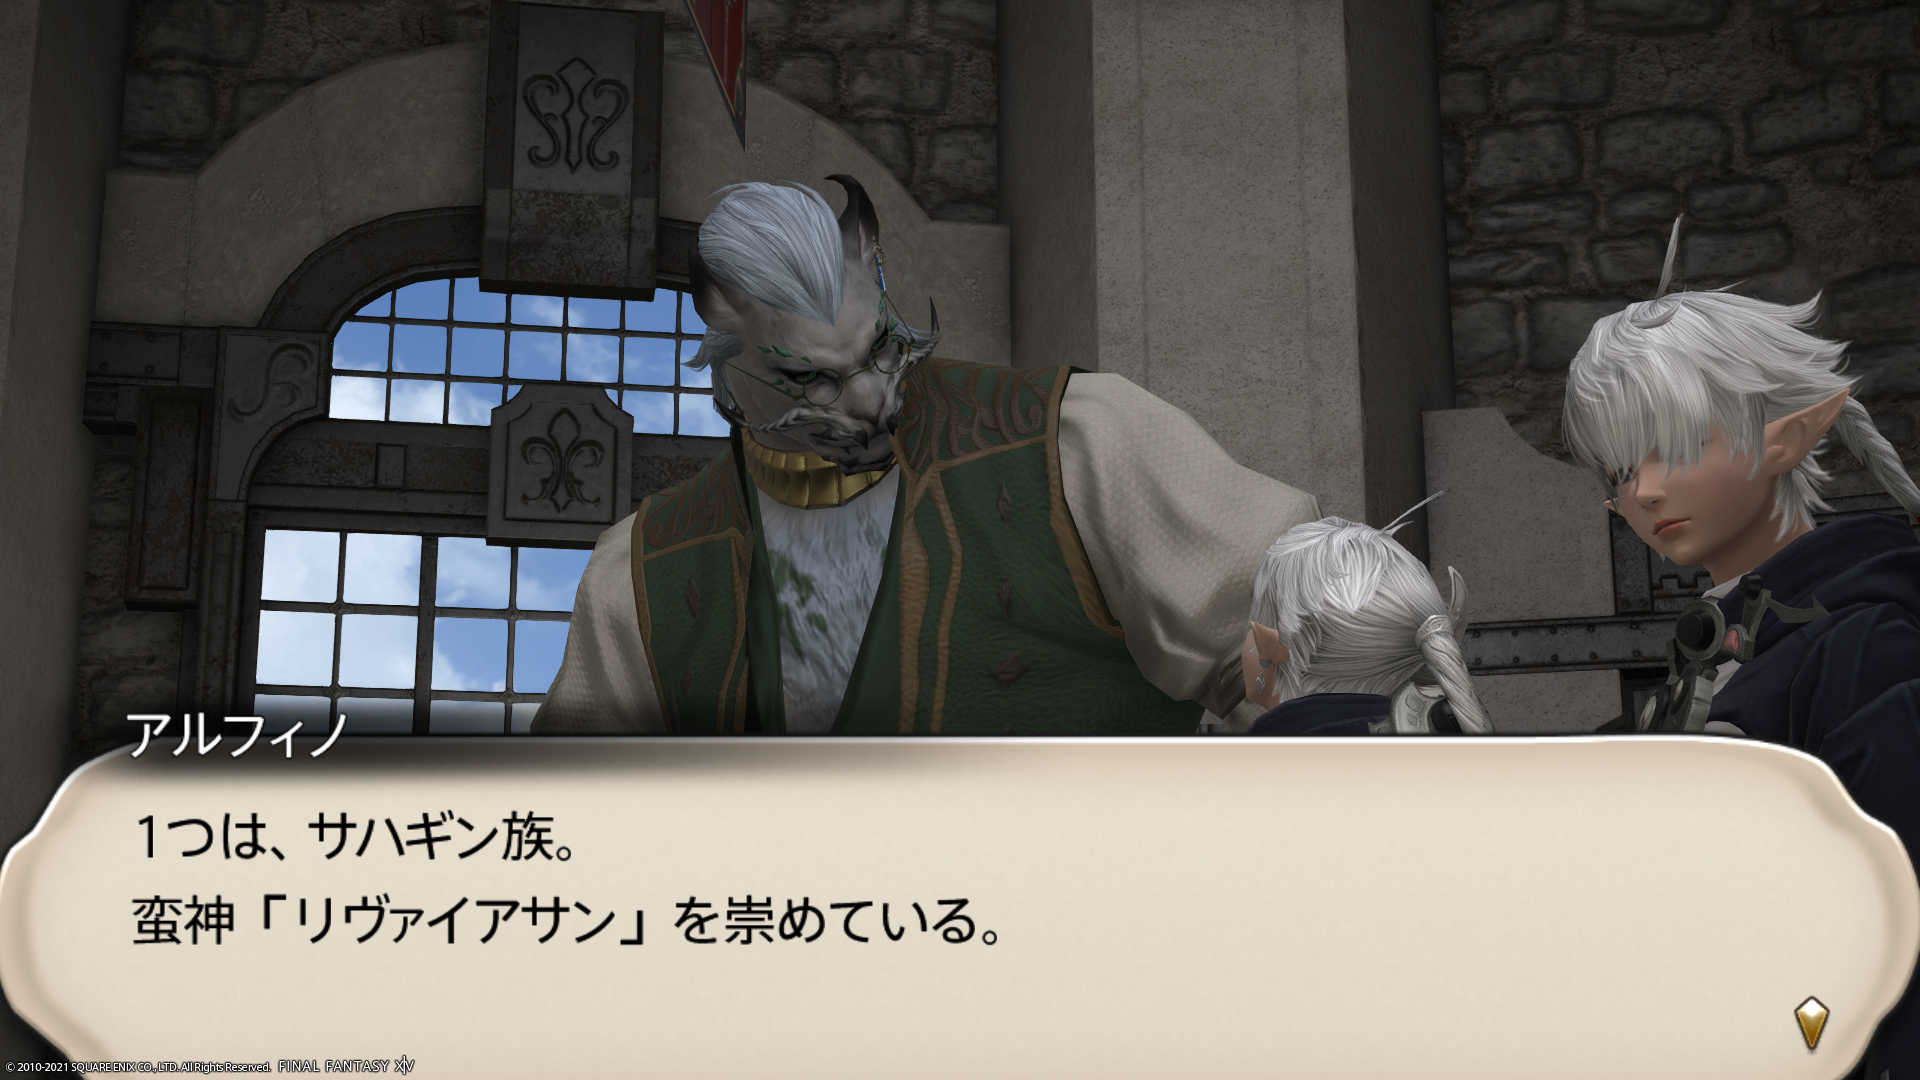 アルフィノ
1つは、サハギン族。
蛮神「リヴァイアサン」を崇めている。
© 2010-2021 SQUARE ENIX CO., LTD. All Rights Reserved. FINAL FANTASY XIV